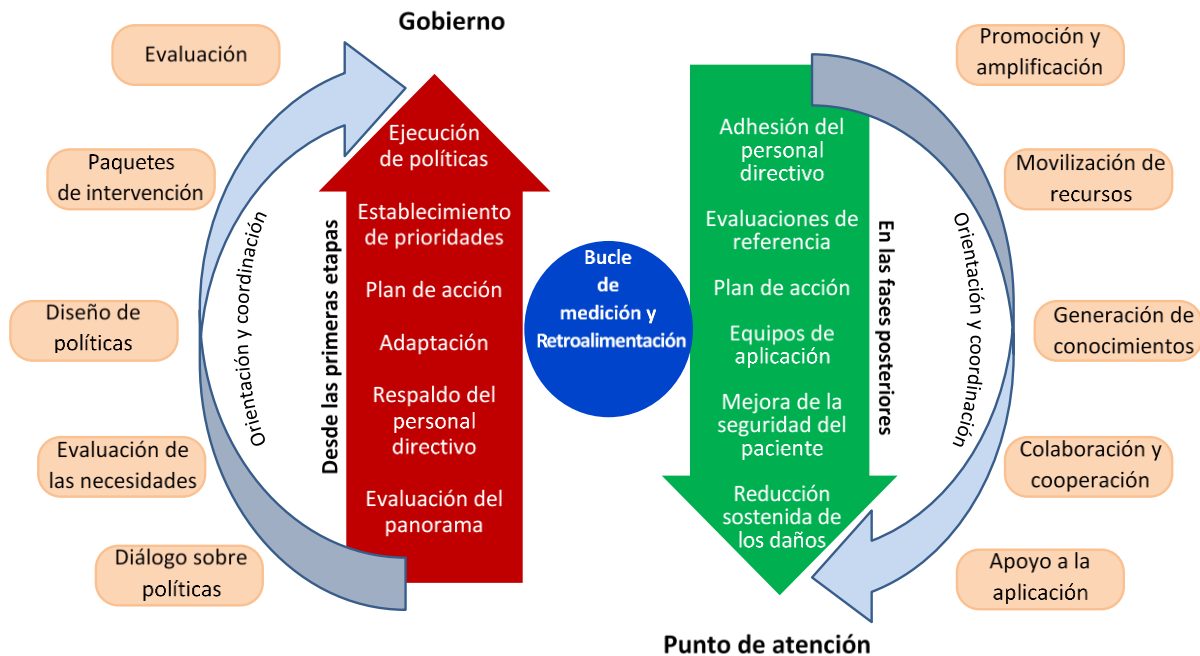 Gobierno
Evaluación
Paquetes
de intervención
Diseño de
políticas
Evaluación de
las necesidades
Diálogo sobre
políticas
Orientación y coordinación
Desde las primeras etapas
Ejecución
de políticas
Establecimiento
de prioridades
Plan de acción
Adaptación
Respaldo del
personal
directivo
Evaluación del
panorama
Bucle
de
medición y
Retroalimentación
Adhesión del
personal
directivo
Evaluaciones de
referencia
Plan de acción
Equipos de
aplicación
Mejora de la
seguridad del
paciente
Reducción
sostenida de
los daños
En las fases posteriores
Orientación y coordinación
Promoción y
amplificación
Movilización de
recursos
Generación de
conocimientos
Colaboración y
cooperación
Apoyo a la
aplicación
Punto de atención